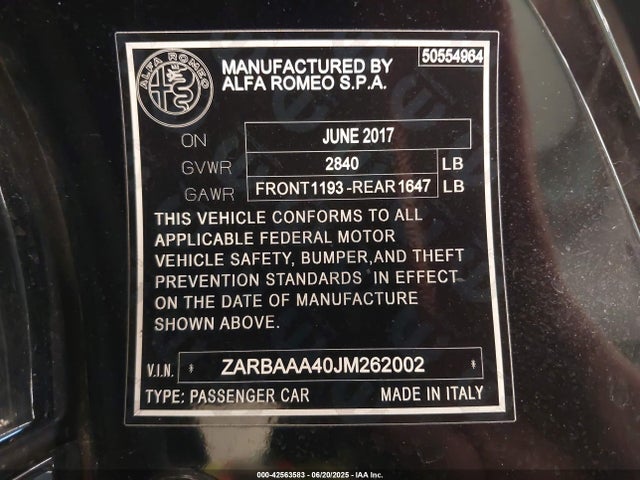 ALFA ROMEO
MANUFACTURED BY
ALFA ROMEO S.P.A.
50554964
ON JUNE 2017
GVWR 2840 LB
GAWR FRONT1193 -REAR1647 LB
THIS VEHICLE CONFORMS TO ALL
APPLICABLE FEDERAL MOTOR
VEHICLE SAFETY, BUMPER,AND THEFT
PREVENTION STANDARDS IN EFFECT
ON THE DATE OF MANUFACTURE
SHOWN ABOVE.
V.I.N. * ZARBAAA40JM262002 *
TYPE: PASSENGER CAR MADE IN ITALY
000-42563583 - 06/20/2025 - IAA Inc.